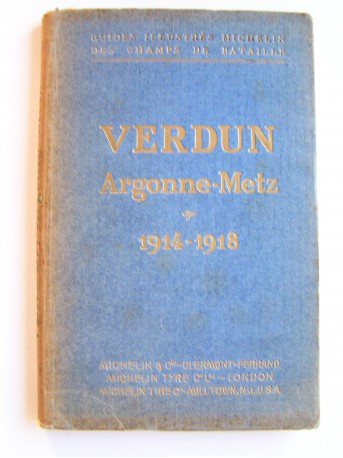 GUIDES ILLUSTRÉS MICHELIN
DES CHAMPS DE BATAILLE
VERDUN
Argonne-Metz
1914-1918
MICHELIN & Cie-CLERMONT-FERRAND
MICHELIN TYRE Co Ld-LONDON
MICHELIN TIRE Co-MILLTOWN, N.J., U.S.A